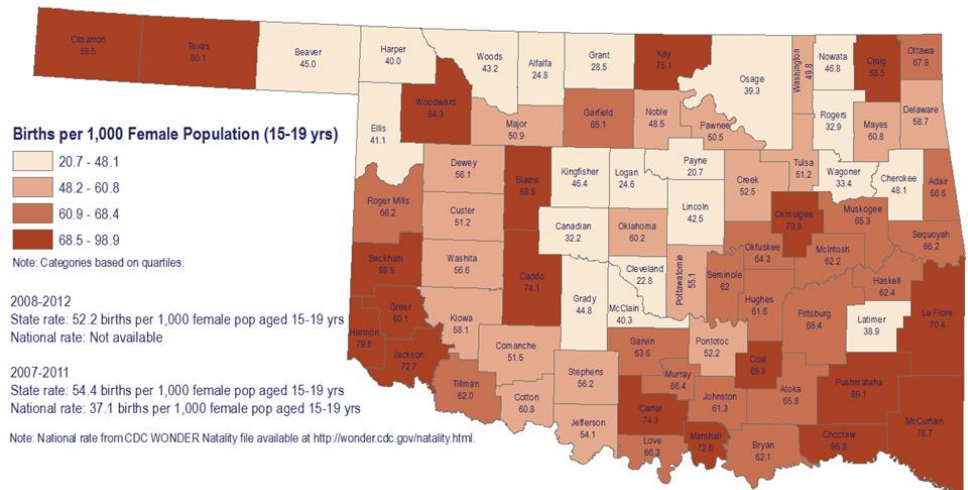 Cimarron
68.5
Texas
80.1
Beaver
45.0
Harper
40.0
Woods
43.2
Alfalfa
24.8
Grant
28.5
Kay
75.1
Osage
39.3
Washington
49.8
Nowata
46.8
Craig
68.5
Ottawa
67.8
Woodward
84.3
Major
50.9
Garfield
65.1
Noble
48.5
Pawnee
50.5
Rogers
32.9
Mayes
60.8
Delaware
58.7
Ellis
41.1
Births per 1,000 Female Population (15-19 yrs)
20.7 - 48.1
48.2 - 60.8
60.9 - 68.4
68.5 - 98.9
Note: Categories based on quartiles.
Dewey
56.1
Blaine
68.5
Kingfisher
46.4
Logan
24.6
Payne
20.7
Creek
52.5
Tulsa
51.2
Wagoner
33.4
Cherokee
48.1
Adair
66.6
Roger Mills
66.2
Custer
51.2
Canadian
32.2
Oklahoma
60.2
Lincoln
42.5
Okmulgee
70.8
Muskogee
65.3
Sequoyah
66.2
Beckham
98.9
Washita
56.6
Caddo
74.1
Cleveland
22.8
Pottawatomie
55.1
Seminole
62
Okfuskee
64.3
McIntosh
62.2
Haskell
62.4
2008-2012
State rate: 52.2 births per 1,000 female pop aged 15-19 yrs
National rate: Not available
Greer
80.1
Kiowa
58.1
Grady
44.8
McClain
40.3
Hughes
61.6
Pittsburg
68.4
Latimer
38.9
Le Flore
70.4
Harmon
Jackson
72.7
Comanche
51.5
Garvin
63.6
Pontotoc
52.2
Coal
69.8
2007-2011
State rate: 54.4 births per 1,000 female pop aged 15-19 yrs
National rate: 37.1 births per 1,000 female pop aged 15-19 yrs
Tillman
62.0
Cotton
60.8
Stephens
56.2
Murray
66.4
Johnston
61.3
Atoka
65.8
Pushmataha
89.1
McCurtain
Jefferson
54.1
Carter
74.3
Love
66.3
Marshall
72.5
Bryan
62.1
Choctaw
96.8
Note: National rate from CDC WONDER Natality file available at http://wonder.cdc.gov/natality.html.